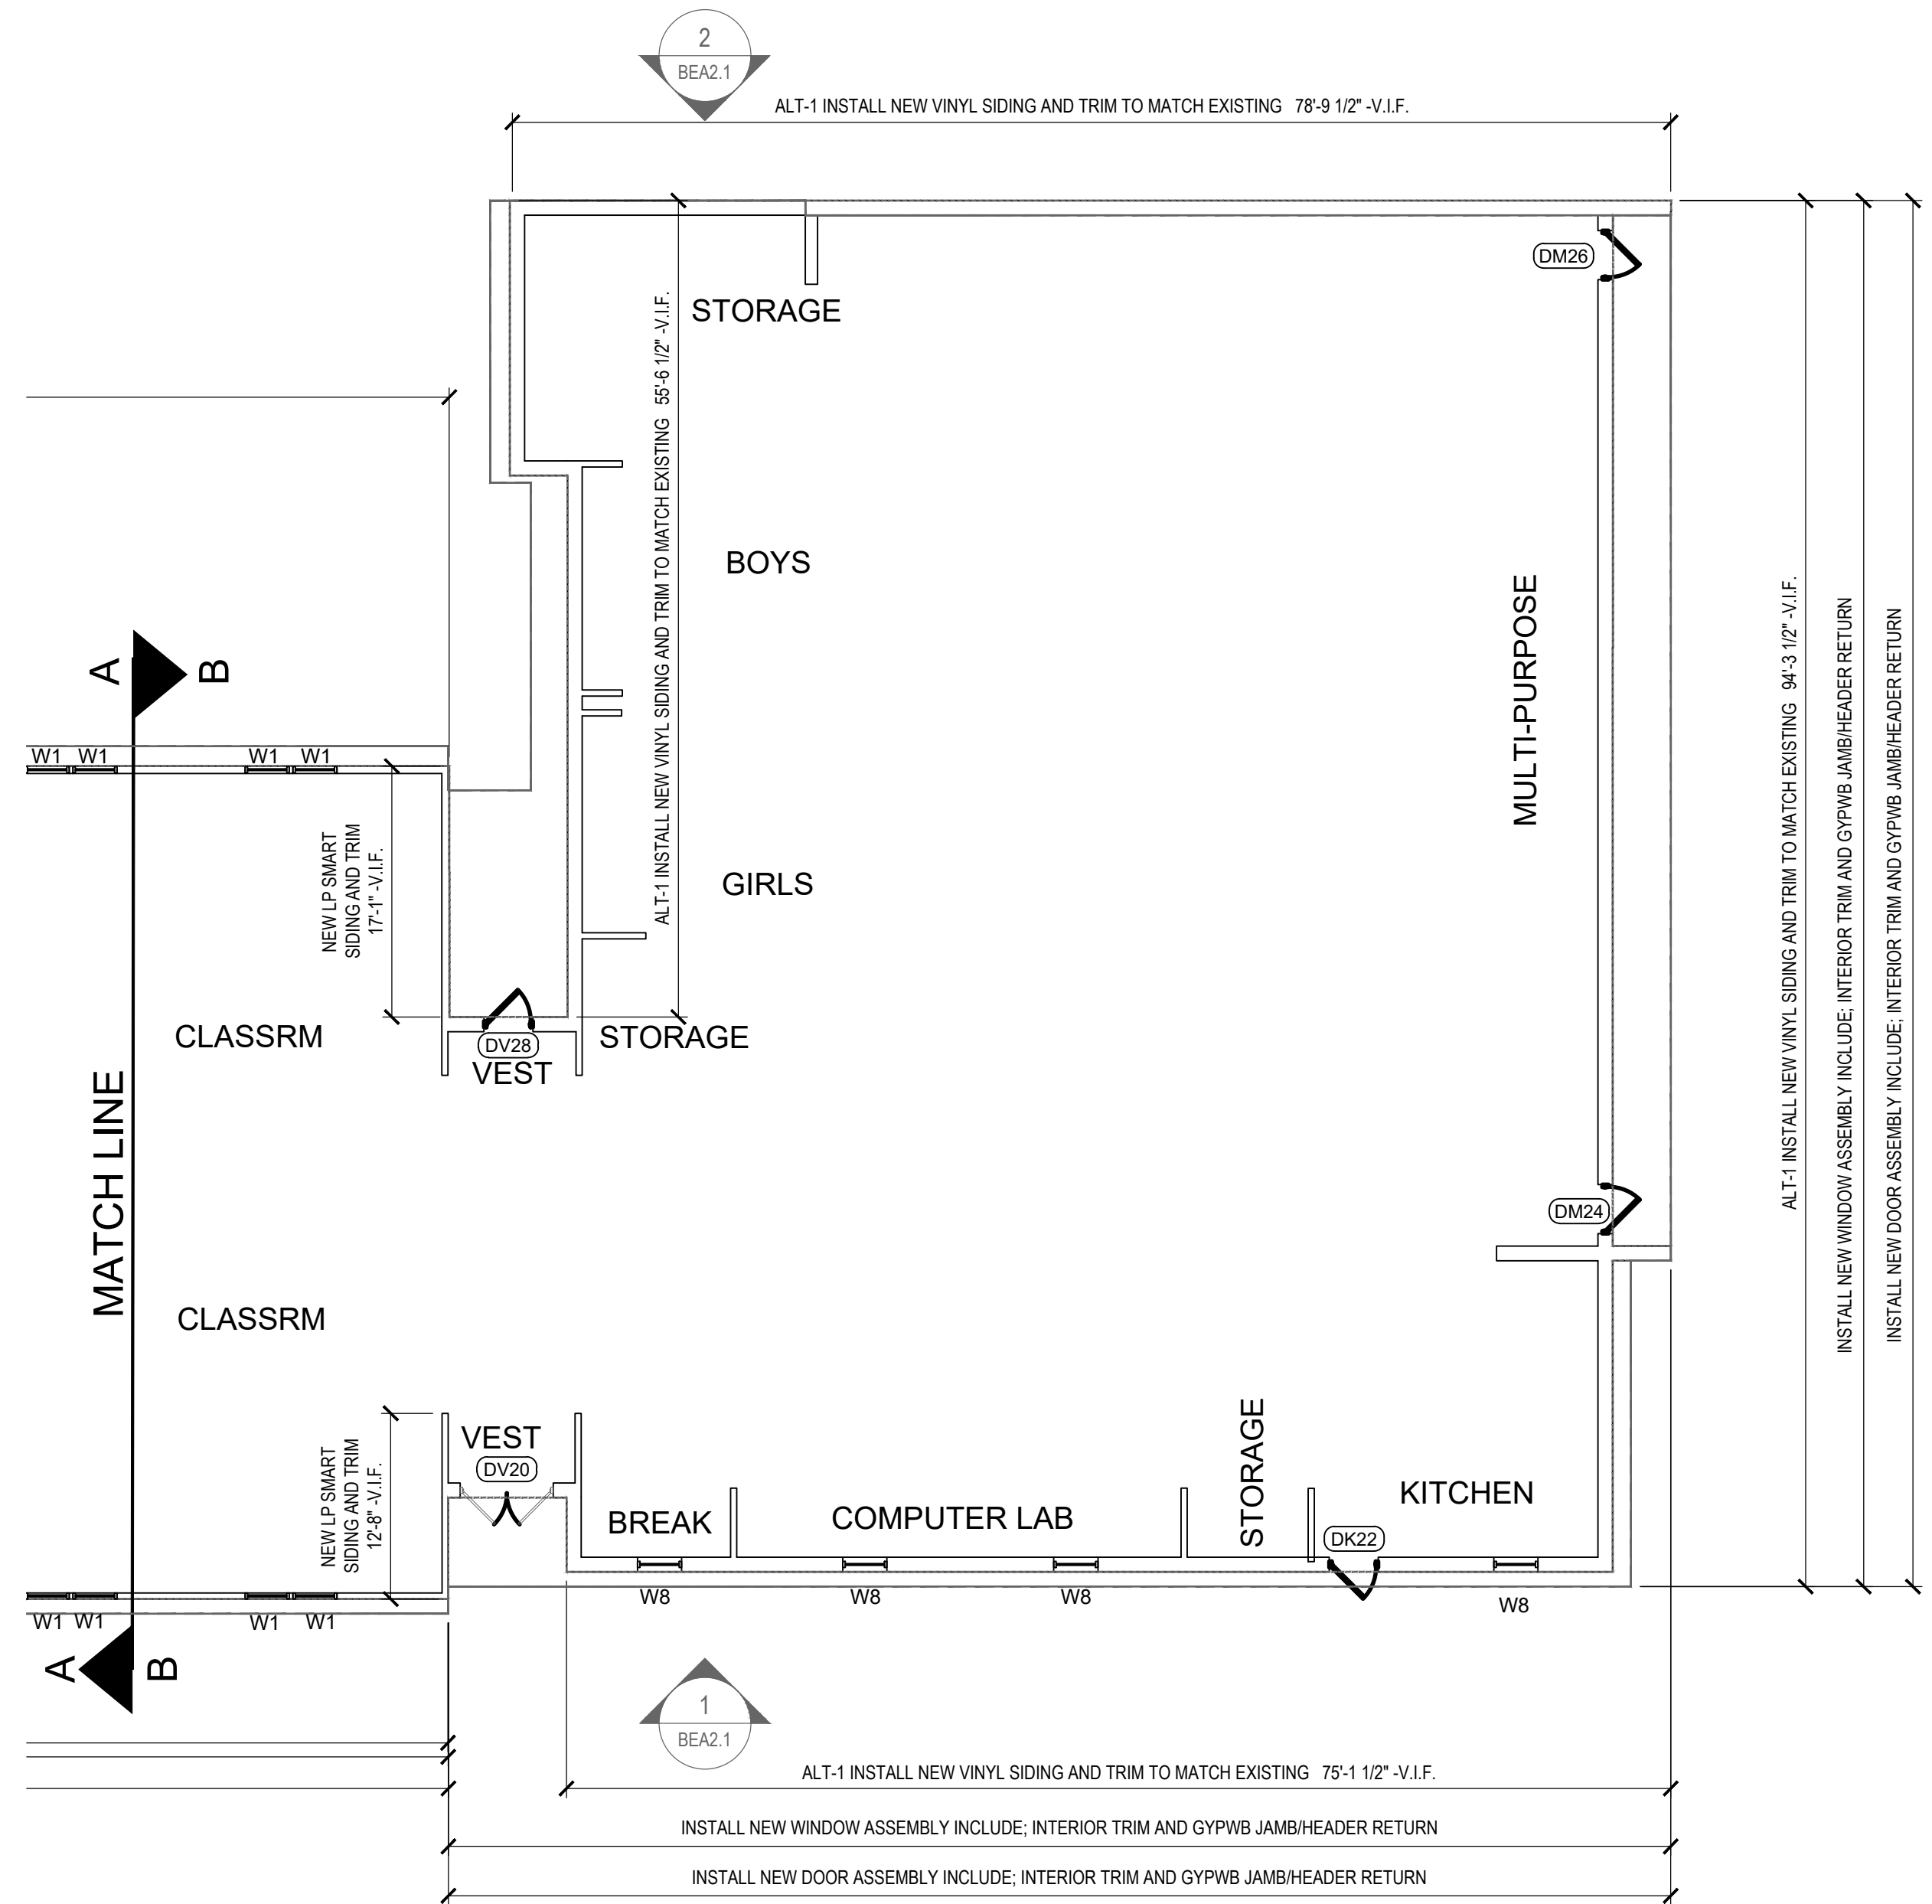 2
BEA2.1
ALT-1 INSTALL NEW VINYL SIDING AND TRIM TO MATCH EXISTING 78'-9 1/2" -V.I.F.
DM26
STORAGE
ALT-1 INSTALL NEW VINYL SIDING AND TRIM TO MATCH EXISTING 55'-6 1/2" -V.I.F.
BOYS
MULTI-PURPOSE
ALT-1 INSTALL NEW VINYL SIDING AND TRIM TO MATCH EXISTING 94'-3 1/2" -V.I.F.
INSTALL NEW WINDOW ASSEMBLY INCLUDE; INTERIOR TRIM AND GYPWB JAMB/HEADER RETURN
INSTALL NEW DOOR ASSEMBLY INCLUDE; INTERIOR TRIM AND GYPWB JAMB/HEADER RETURN
A
B
W1
W1
W1
W1
NEW LP SMART
SIDING AND TRIM
17'-1" -V.I.F.
GIRLS
CLASSRM
DV28
VEST
STORAGE
MATCH LINE
DM24
CLASSRM
NEW LP SMART
SIDING AND TRIM
12'-8" -V.I.F.
VEST
DV20
BREAK
COMPUTER LAB
STORAGE
KITCHEN
DK22
W8
W8
W8
W8
W1
W1
W1
W1
A
B
1
BEA2.1
ALT-1 INSTALL NEW VINYL SIDING AND TRIM TO MATCH EXISTING 75'-1 1/2" -V.I.F.
INSTALL NEW WINDOW ASSEMBLY INCLUDE; INTERIOR TRIM AND GYPWB JAMB/HEADER RETURN
INSTALL NEW DOOR ASSEMBLY INCLUDE; INTERIOR TRIM AND GYPWB JAMB/HEADER RETURN